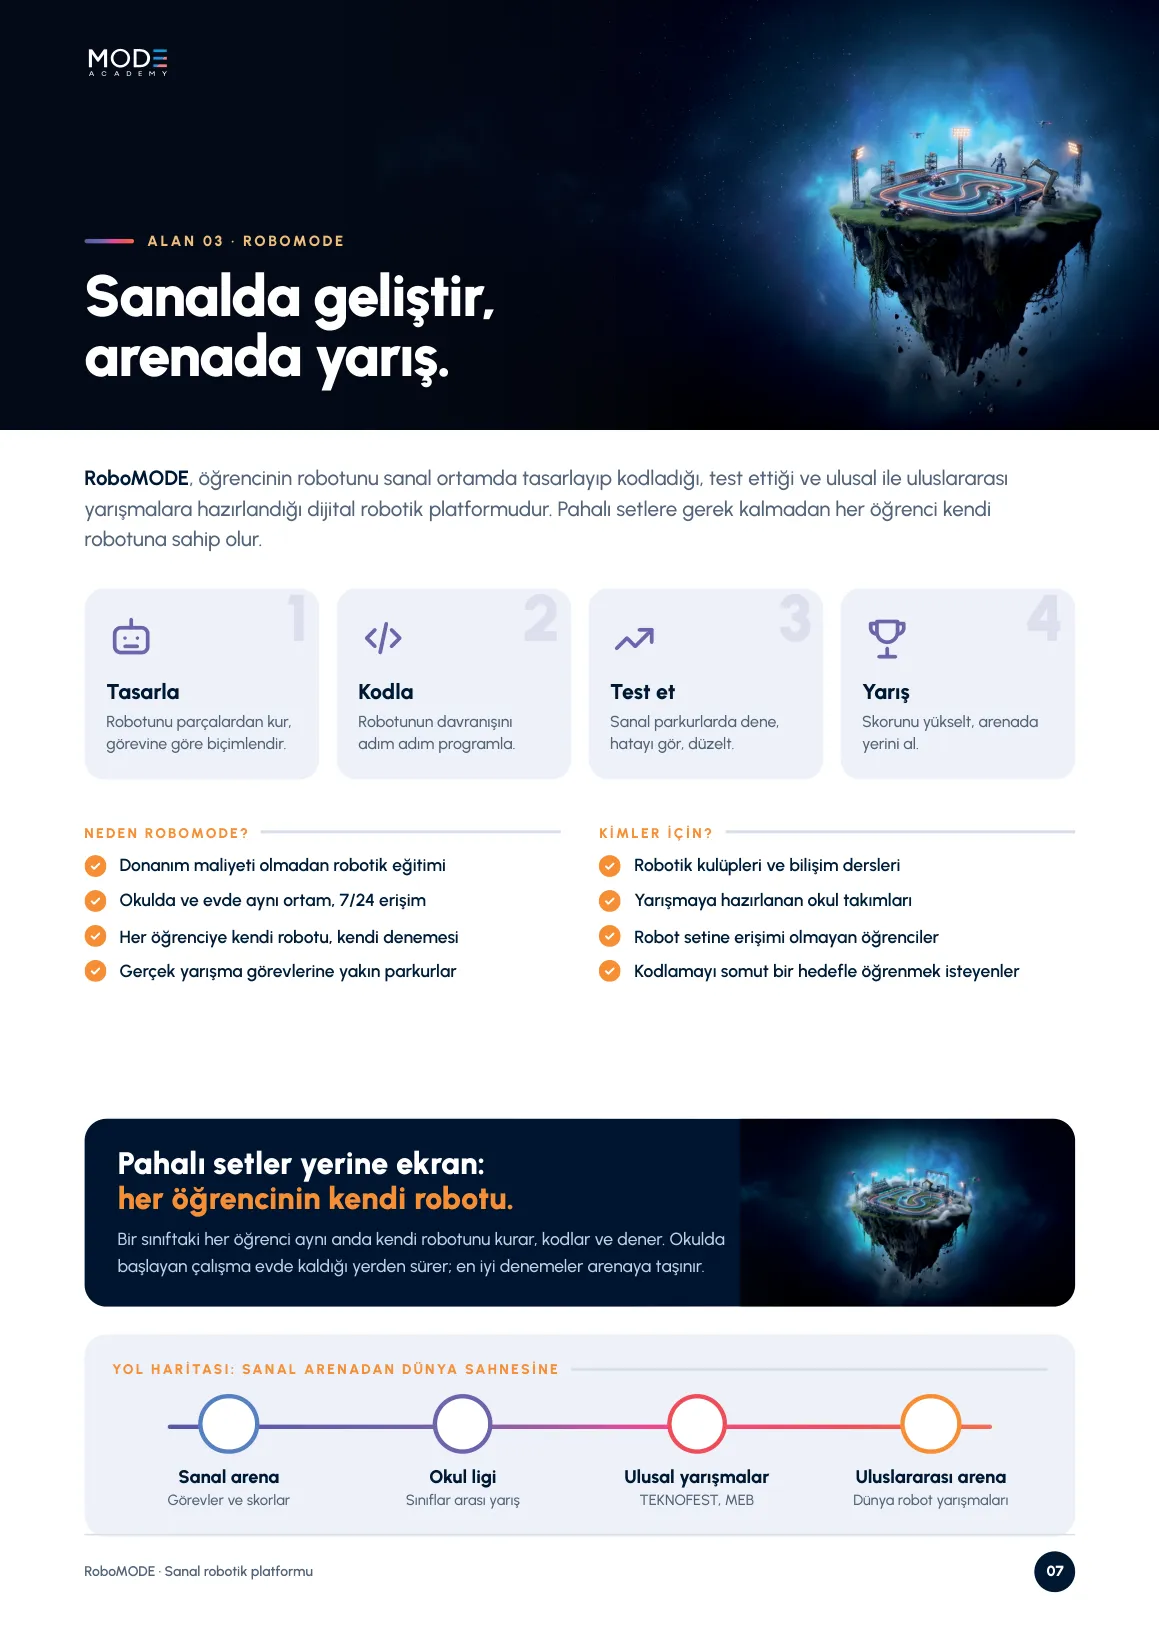 MODE
ACADEMY
ALAN 03 · ROBOMODE
Sanalda geliştir,
arenada yarış.
RoboMODE, öğrencinin robotunu sanal ortamda tasarlayıp kodladığı, test ettiği ve ulusal ile uluslararası
yarışmalara hazırlandığı dijital robotik platformudur. Pahalı setlere gerek kalmadan her öğrenci kendi
robotuna sahip olur.
1
Tasarla
Robotunu parçalardan kur,
görevine göre biçimlendir.
2
Kodla
Robotunun davranışını
adım adım programla.
3
Test et
Sanal parkurlarda dene,
hatayı gör, düzelt.
4
Yarış
Skorunu yükselt, arenada
yerini al.
NEDEN ROBOMODE?
Donanım maliyeti olmadan robotik eğitimi
Okulda ve evde aynı ortam, 7/24 erişim
Her öğrenciye kendi robotu, kendi denemesi
Gerçek yarışma görevlerine yakın parkurlar
KİMLER İÇİN?
Robotik kulüpleri ve bilişim dersleri
Yarışmaya hazırlanan okul takımları
Robot setine erişimi olmayan öğrenciler
Kodlamayı somut bir hedefle öğrenmek isteyenler
Pahalı setler yerine ekran:
her öğrencinin kendi robotu.
Bir sınıftaki her öğrenci aynı anda kendi robotunu kurar, kodlar ve dener. Okulda
başlayan çalışma evde kaldığı yerden sürer; en iyi denemeler arenaya taşınır.
YOL HARİTASI: SANAL ARENADAN DÜNYA SAHNESİNE
Sanal arena
Görevler ve skorlar
Okul ligi
Sınıflar arası yarış
Ulusal yarışmalar
TEKNOFEST, MEB
Uluslararası arena
Dünya robot yarışmaları
RoboMODE · Sanal robotik platformu
07